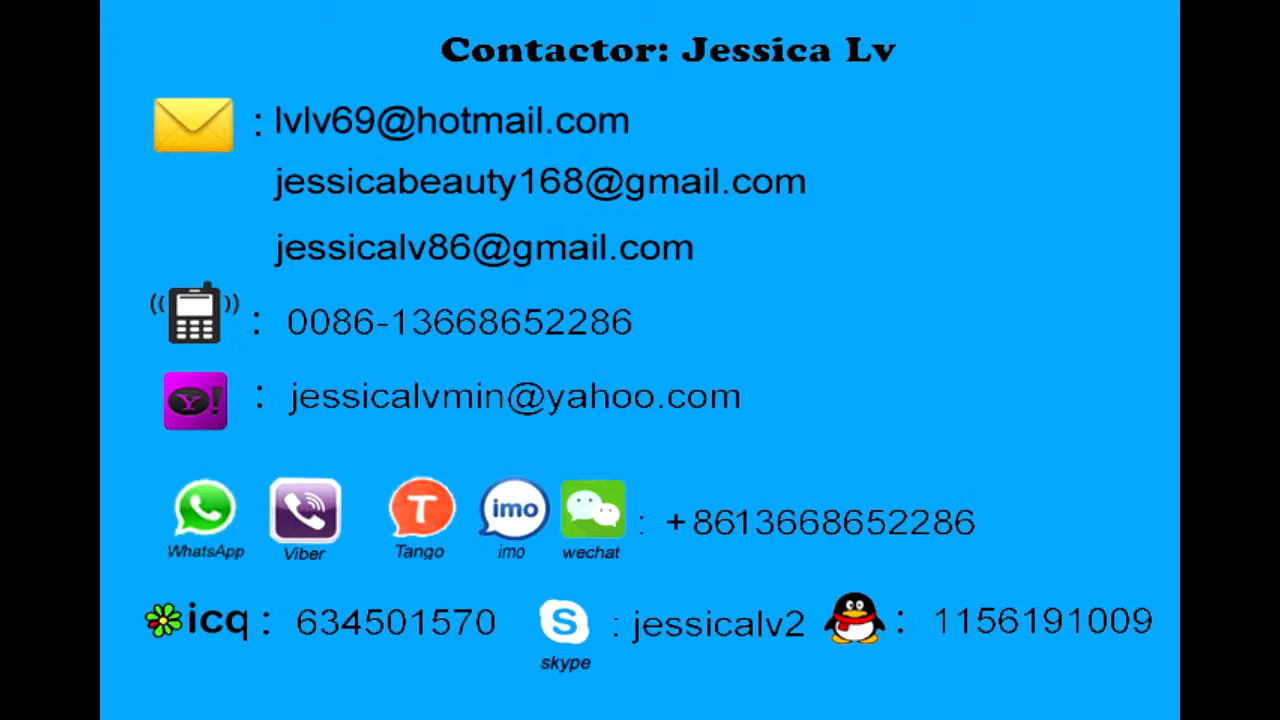 Contactor: Jessica Lv
: lvlv69@hotmail.com
jessicabeauty168@gmail.com
jessicalv86@gmail.com
: 0086-13668652286
Y! : jessicalvmin@yahoo.com
T imo : +8613668652286
WhatsApp Viber Tango imo wechat
icq : 634501570 S : jessicalv2 : 1156191009
skype